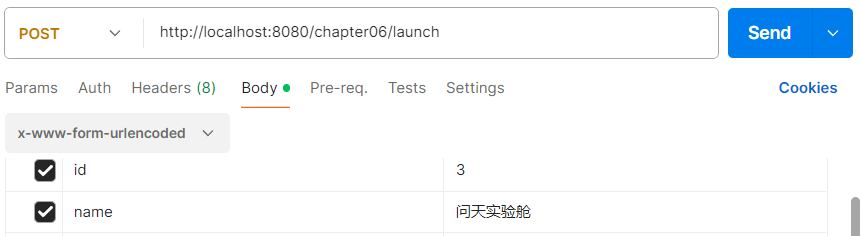 POST http://localhost:8080/chapter06/launch Send
Params Auth Headers (8) Body Pre-req. Tests Settings Cookies
x-www-form-urlencoded
id 3
name 问天实验舱